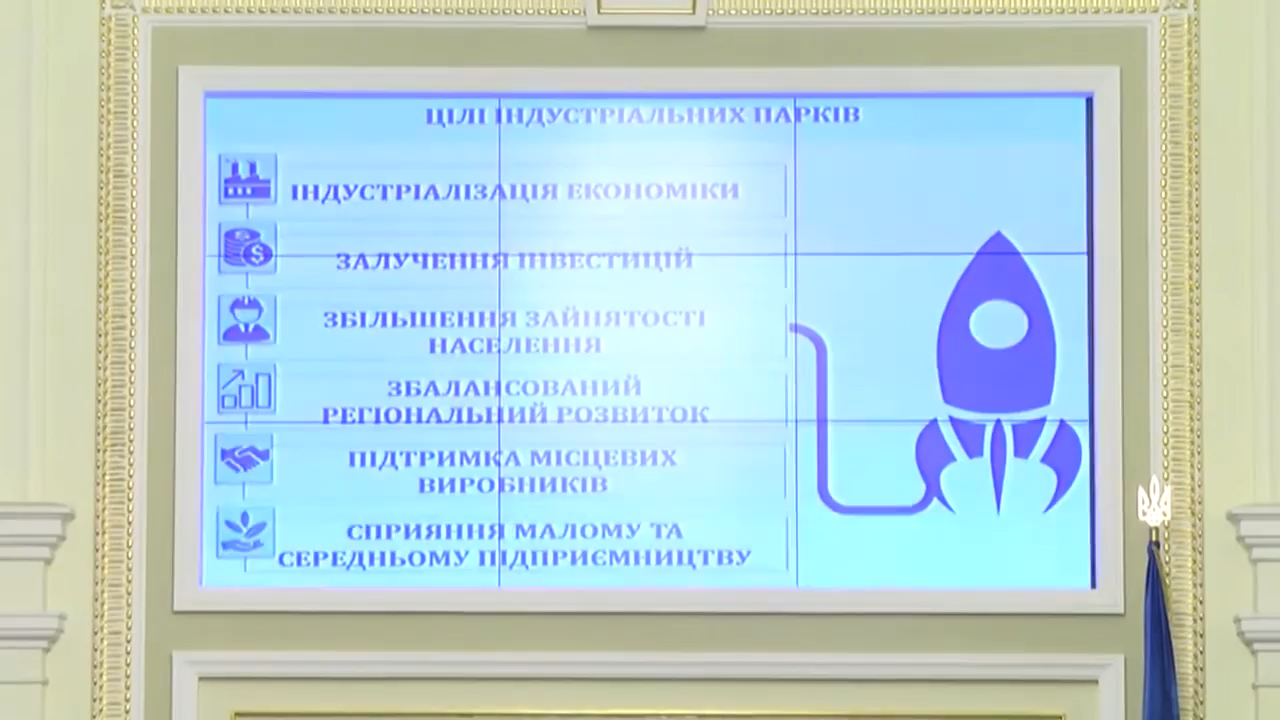 ЦІЛІ ІНДУСТРІАЛЬНИХ ПАРКІВ
ІНДУСТРІАЛІЗАЦІЯ ЕКОНОМІКИ
ЗАЛУЧЕННЯ ІНВЕСТИЦІЙ
ЗБІЛЬШЕННЯ ЗАЙНЯТОСТІ
НАСЕЛЕННЯ
ЗБАЛАНСОВАНИЙ
РЕГІОНАЛЬНИЙ РОЗВИТОК
ПІДТРИМКА МІСЦЕВИХ
ВИРОБНИКІВ
СПРИЯННЯ МАЛОМУ ТА
СЕРЕДНЬОМУ ПІДПРИЄМНИЦТВУ